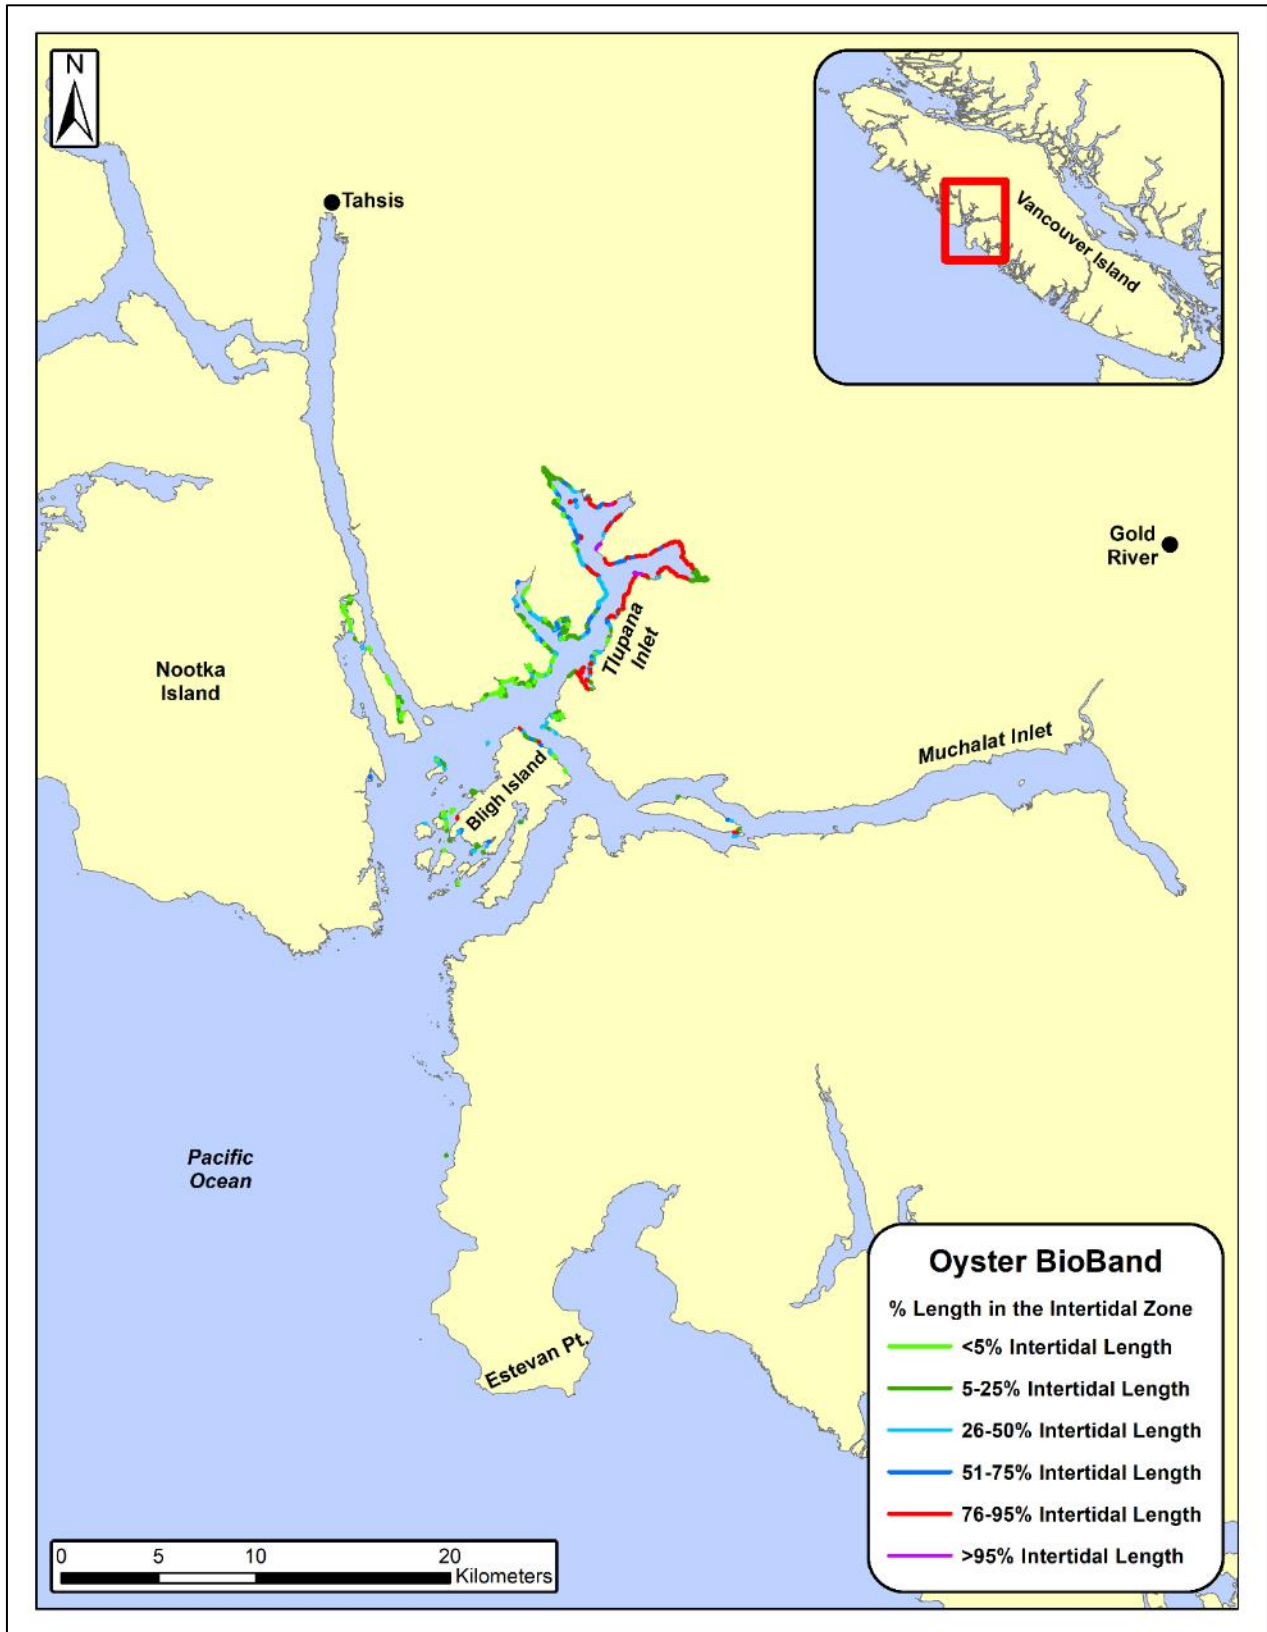 N
Vancouver Island
Tahsis
Gold
River
Tlupana
Inlet
Nootka
Island
Muchalat Inlet
Bligh Island
Pacific
Ocean
Estevan Pt.
Oyster BioBand
% Length in the Intertidal Zone
<5% Intertidal Length
5-25% Intertidal Length
26-50% Intertidal Length
51-75% Intertidal Length
76-95% Intertidal Length
>95% Intertidal Length
0 5 10 20
Kilometers